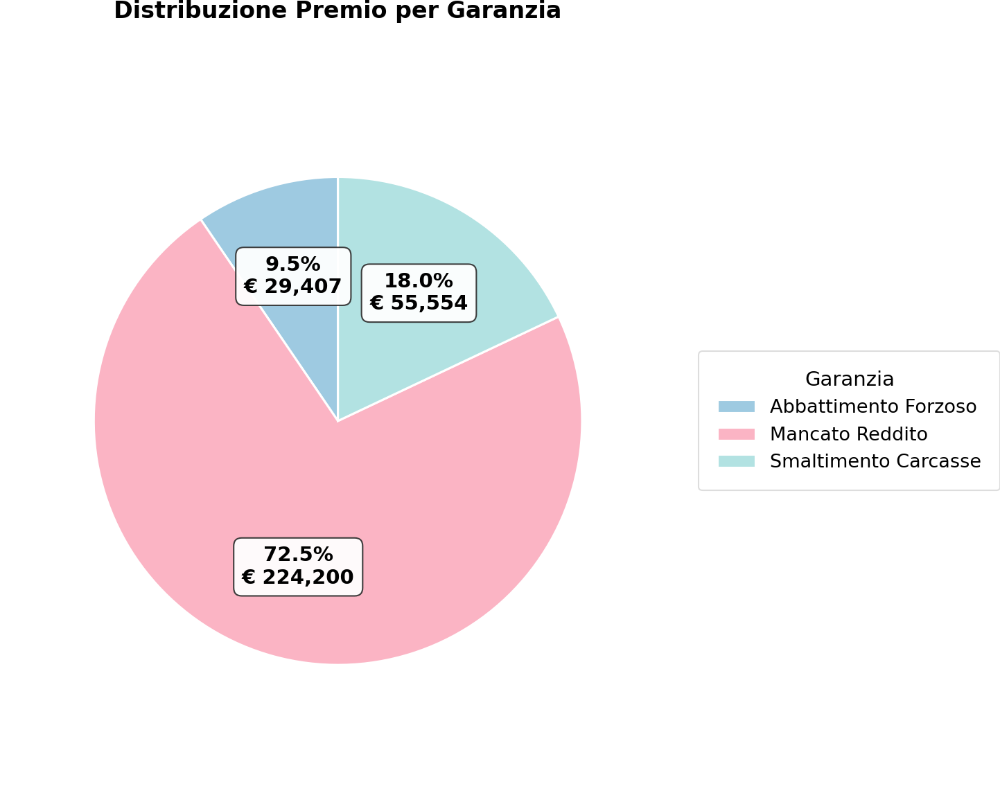 Distribuzione Premio per Garanzia
9.5%
€ 29,407
18.0%
€ 55,554
72.5%
€ 224,200
Garanzia
Abbattimento Forzoso
Mancato Reddito
Smaltimento Carcasse